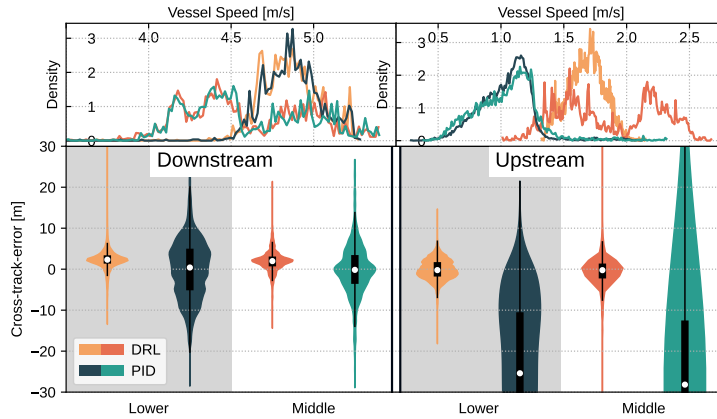 Vessel Speed [m/s] Vessel Speed [m/s]
4.0 4.5 5.0 0.5 1.0 1.5 2.0 2.5
Density
3
2
1
0
Density
3
2
1
0
Downstream Upstream
Cross-track-error [m]
30
20
10
0
−10
−20
−30
DRL
PID
Lower Middle Lower Middle